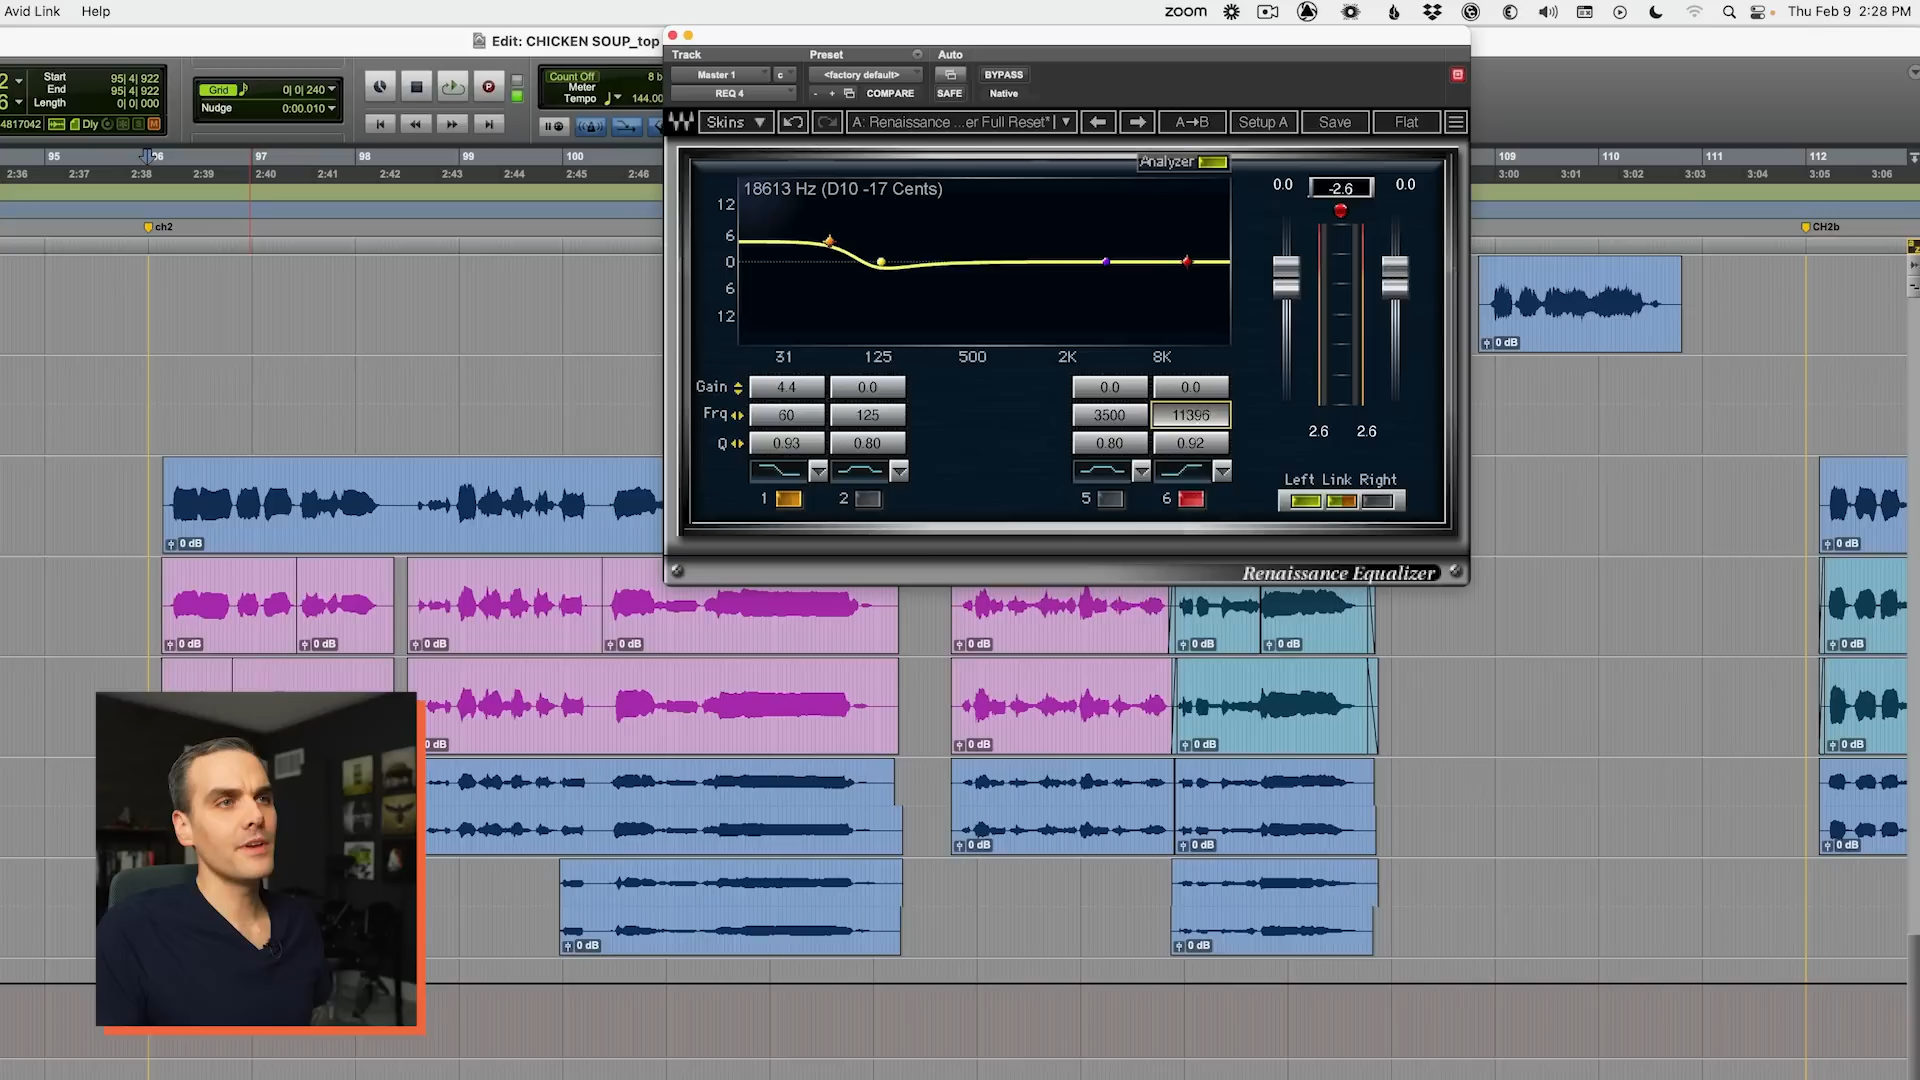 Avid Link Help
zoom Thu Feb 9 2:28 PM
Edit: CHICKEN SOUP_top
Start 95| 4| 922
End 95| 4| 922
Length 0| 0| 000
4817042 Dly
Grid 0| 0| 240
Nudge 0:00.010
Count Off 8 b
Meter
Tempo 144.00
95 96 97 98 99 100 109 110 111 112
2:36 2:37 2:38 2:39 2:40 2:41 2:42 2:43 2:44 2:45 2:46 3:00 3:01 3:02 3:03 3:04 3:05 3:06
ch2 CH2b
Track Preset Auto
Master 1 c <factory default> BYPASS
REQ 4 - + COMPARE SAFE Native
Skins A: Renaissance ...er Full Reset* A→B Setup A Save Flat
Analyzer
18613 Hz (D10 -17 Cents)
12
6
0
6
12
31 125 500 2K 8K
0.0 -2.6 0.0
2.6 2.6
Gain 4.4 0.0 0.0 0.0
Frq 60 125 3500 11396
Q 0.93 0.80 0.80 0.92
1 2 5 6
Left Link Right
Renaissance Equalizer
0 dB
0 dB 0 dB
0 dB 0 dB 0 dB 0 dB 0 dB 0 dB 0 dB 0 dB
0 dB 0 dB 0 dB 0 dB
0 dB 0 dB 0 dB
0 dB 0 dB